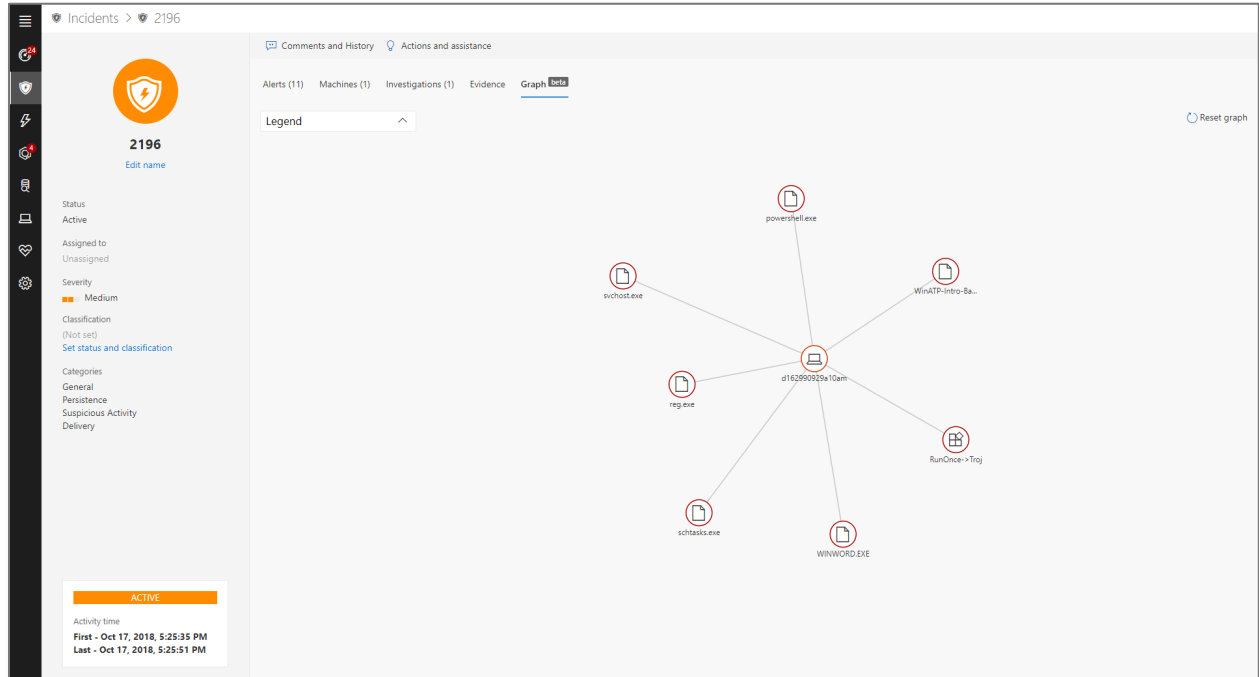 Incidents > 2196
24
4
2196
Edit name
Status
Active
Assigned to
Unassigned
Severity
Medium
Classification
(Not set)
Set status and classification
Categories
General
Persistence
Suspicious Activity
Delivery
ACTIVE
Activity time
First - Oct 17, 2018, 5:25:35 PM
Last - Oct 17, 2018, 5:25:51 PM
Comments and History Actions and assistance
Alerts (11) Machines (1) Investigations (1) Evidence Graph beta
Legend
Reset graph
powershell.exe
WinATP-Intro-Ba...
svchost.exe
d162990929a10am
reg.exe
RunOnce->Troj
schtasks.exe
WINWORD.EXE